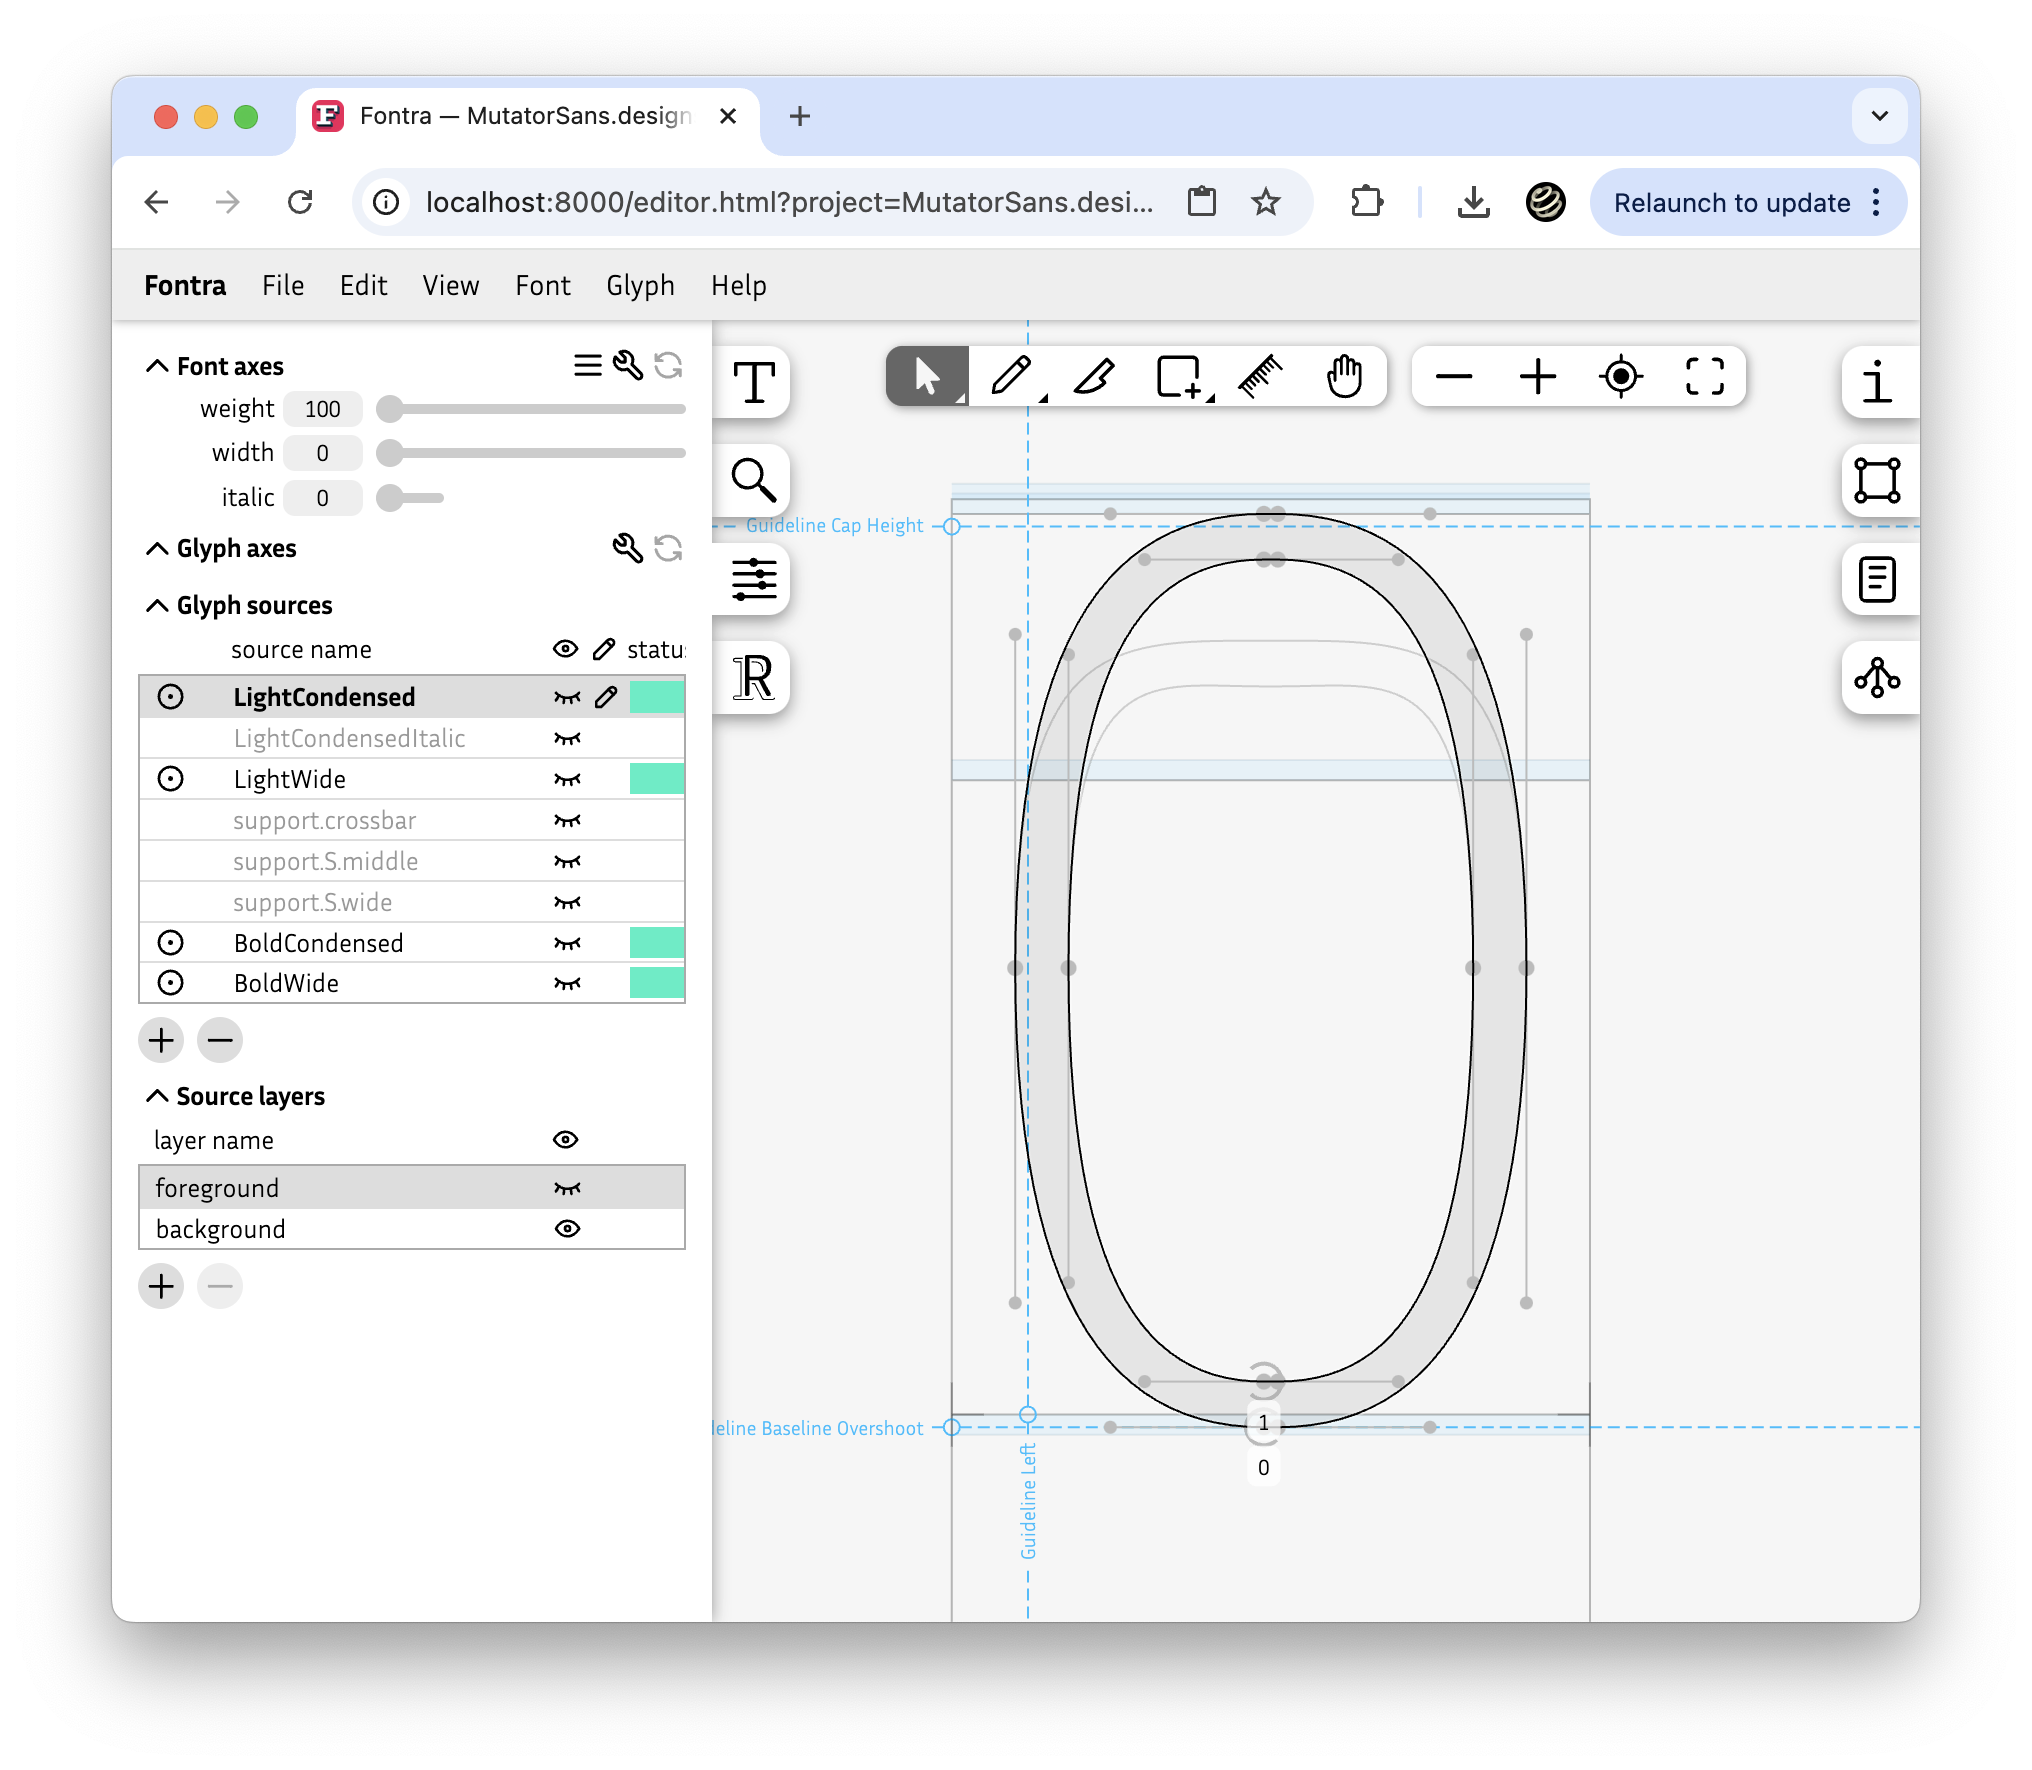 Fontra — MutatorSans.design
localhost:8000/editor.html?project=MutatorSans.desi...
Relaunch to update
Fontra File Edit View Font Glyph Help
Font axes
weight 100
width 0
italic 0
Glyph axes
Glyph sources
source name status
LightCondensed
LightCondensedItalic
LightWide
support.crossbar
support.S.middle
support.S.wide
BoldCondensed
BoldWide
Source layers
layer name
foreground
background
T
R
i
Guideline Cap Height
deline Baseline Overshoot
Guideline Left
1
0